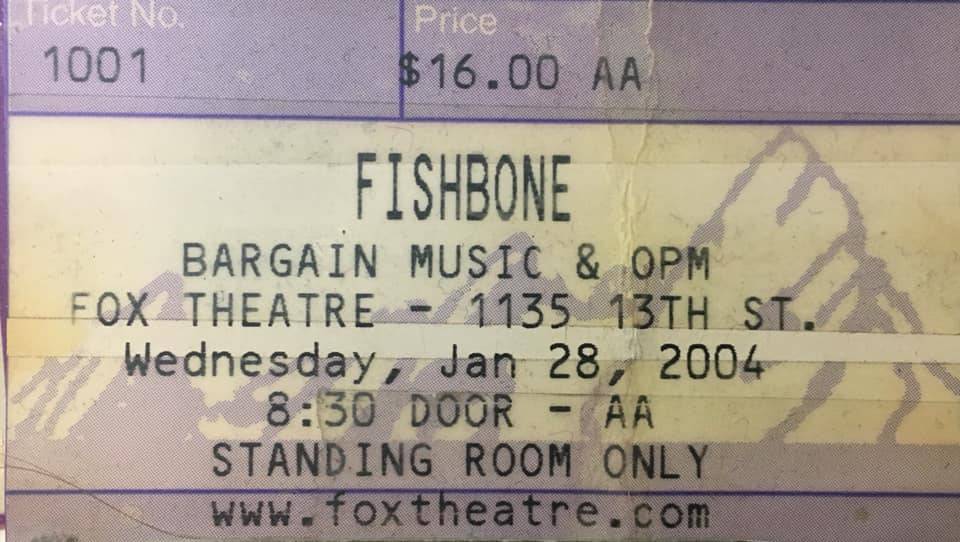 Ticket No.
Price
1001
$16.00 AA
FISHBONE
BARGAIN MUSIC & OPM
FOX THEATRE - 1135 13TH ST.
Wednesday, Jan 28, 2004
8:30 DOOR - AA
STANDING ROOM ONLY
www.foxtheatre.com